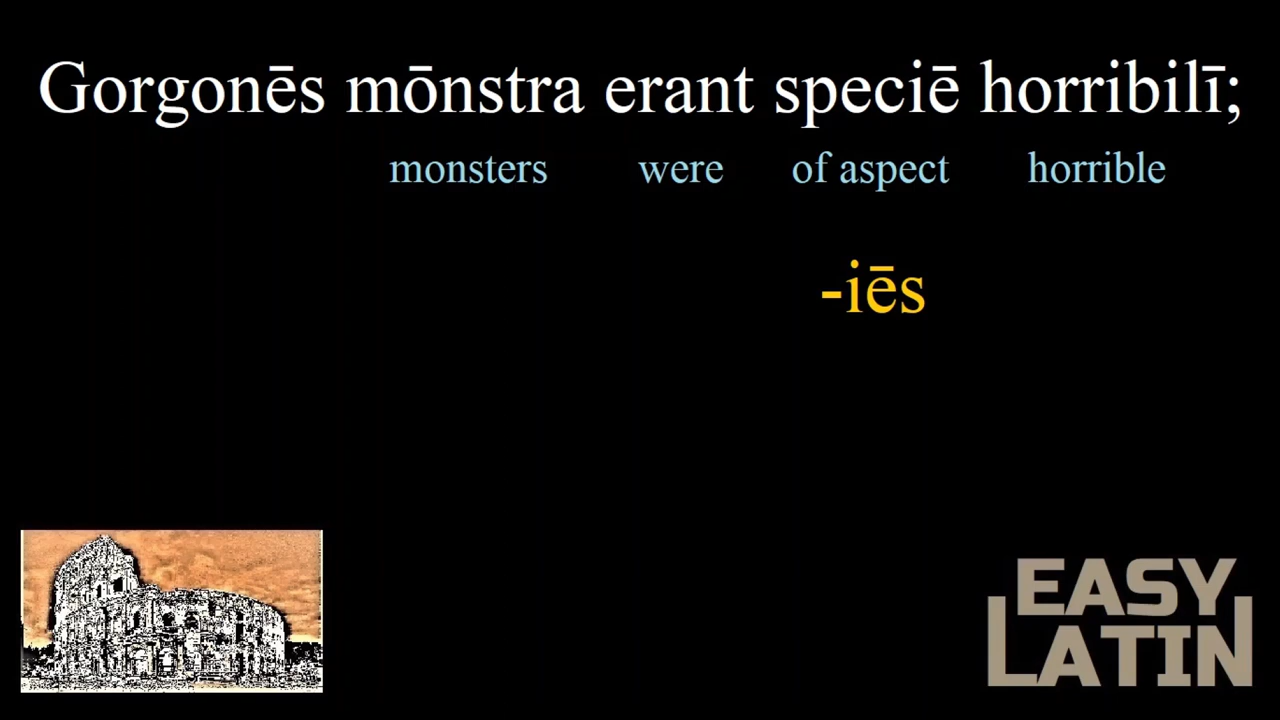 Gorgonēs mōnstra erant speciē horribilī;
monsters were of aspect horrible
-iēs
EASY
LATIN